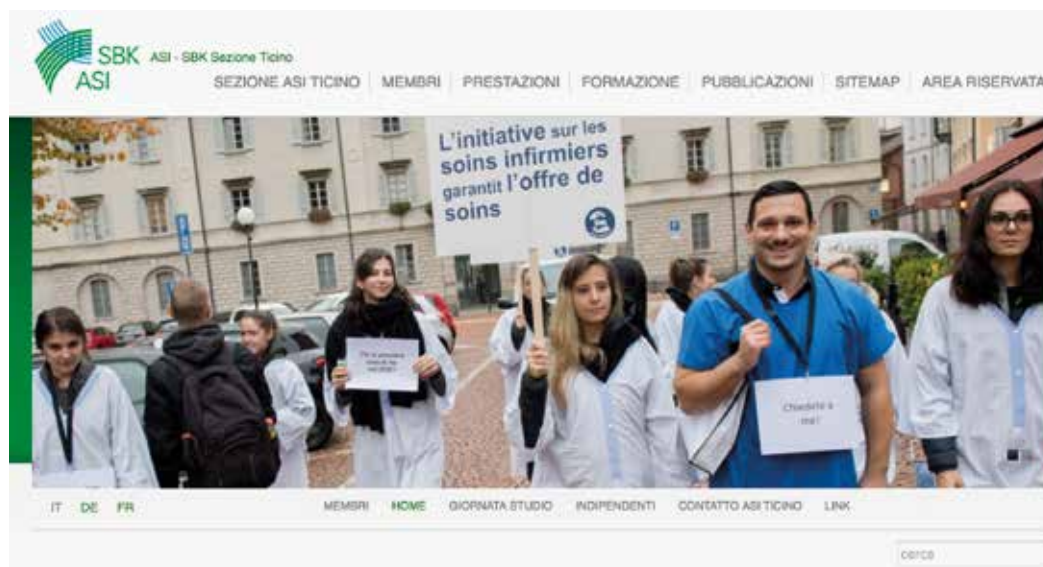 SBK
ASI
ASI - SBK Sezione Ticino
SEZIONE ASI TICINO MEMBRI PRESTAZIONI FORMAZIONE PUBBLICAZIONI SITEMAP AREA RISERVATA
L'initiative sur les
soins infirmiers
garantit l'offre de
soins
Chiedete a
me!
IT DE FR
MEMBRI HOME GIORNATA STUDIO INDIPENDENTI CONTATTO ASI TICINO LINK
cerca